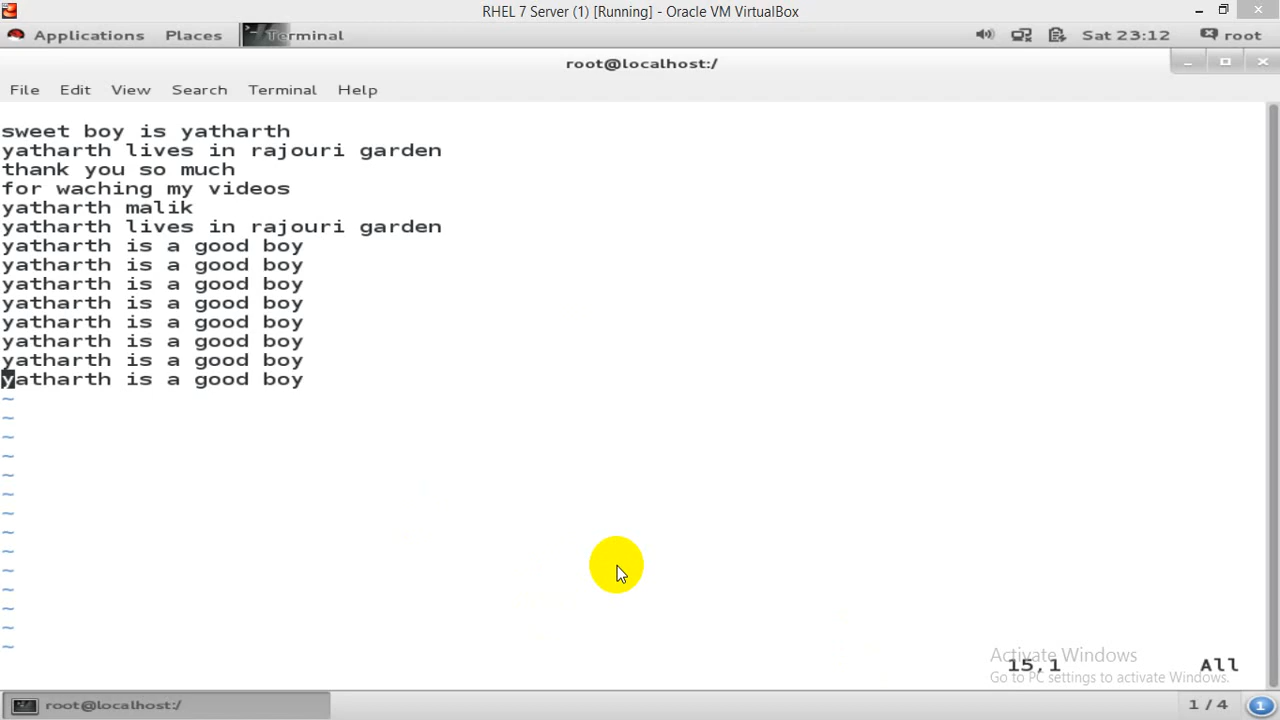 RHEL 7 Server (1) [Running] - Oracle VM VirtualBox
Applications Places Terminal Sat 23:12 root
root@localhost:/
File Edit View Search Terminal Help
sweet boy is yatharth
yatharth lives in rajouri garden
thank you so much
for waching my videos
yatharth malik
yatharth lives in rajouri garden
yatharth is a good boy
yatharth is a good boy
yatharth is a good boy
yatharth is a good boy
yatharth is a good boy
yatharth is a good boy
yatharth is a good boy
yatharth is a good boy
~
~
~
~
~
~
~
~
~
~
~
~
~
~
Activate Windows
15,1 All
Go to PC settings to activate Windows.
root@localhost:/ 1 / 4 1